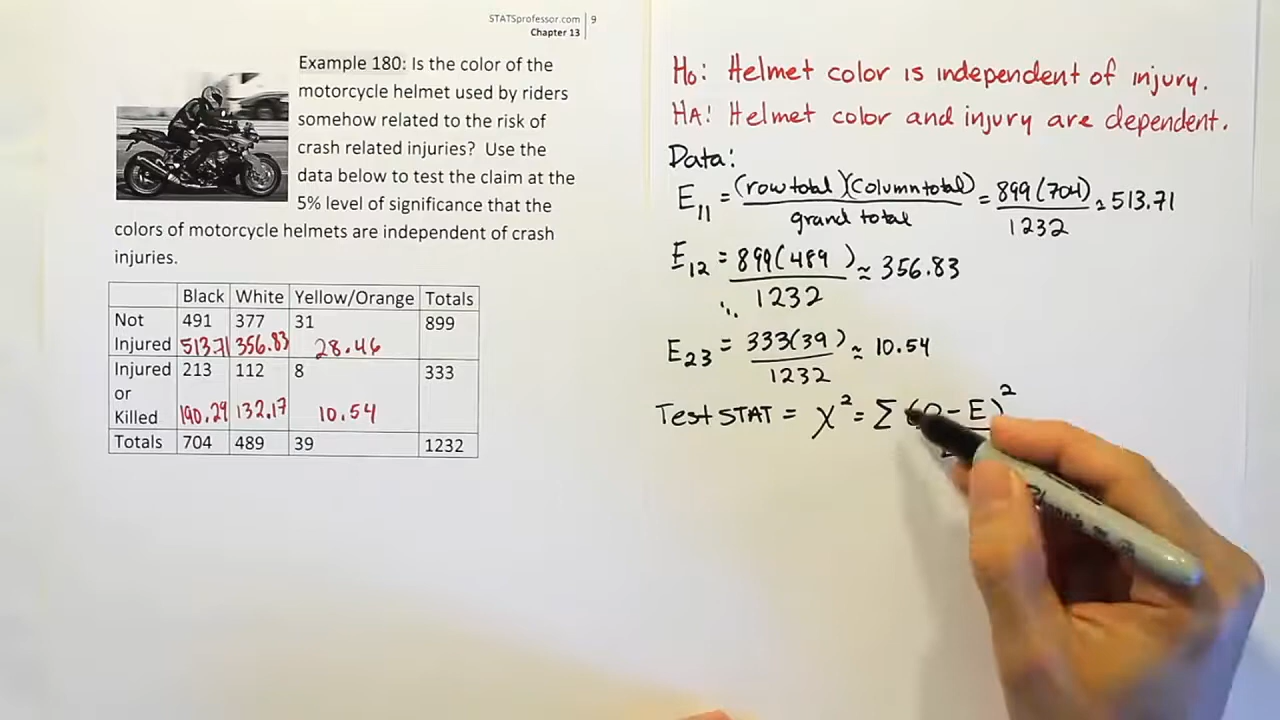 STATSprofessor.com 9
Chapter 13
Example 180: Is the color of the
motorcycle helmet used by riders
somehow related to the risk of
crash related injuries? Use the
data below to test the claim at the
5% level of significance that the
colors of motorcycle helmets are independent of crash
injuries.
Black White Yellow/Orange Totals
Not 491 377 31 899
Injured 513.71 356.83 28.46
Injured 213 112 8 333
or
Killed 190.29 132.17 10.54
Totals 704 489 39 1232
H0: Helmet color is independent of injury.
HA: Helmet color and injury are dependent.
Data:
E11 = (row total)(column total) = 899(704) ≈ 513.71
grand total 1232
E12 = 899(489) ≈ 356.83
1232
E23 = 333(39) ≈ 10.54
1232
Test STAT = χ² = Σ (O - E)²